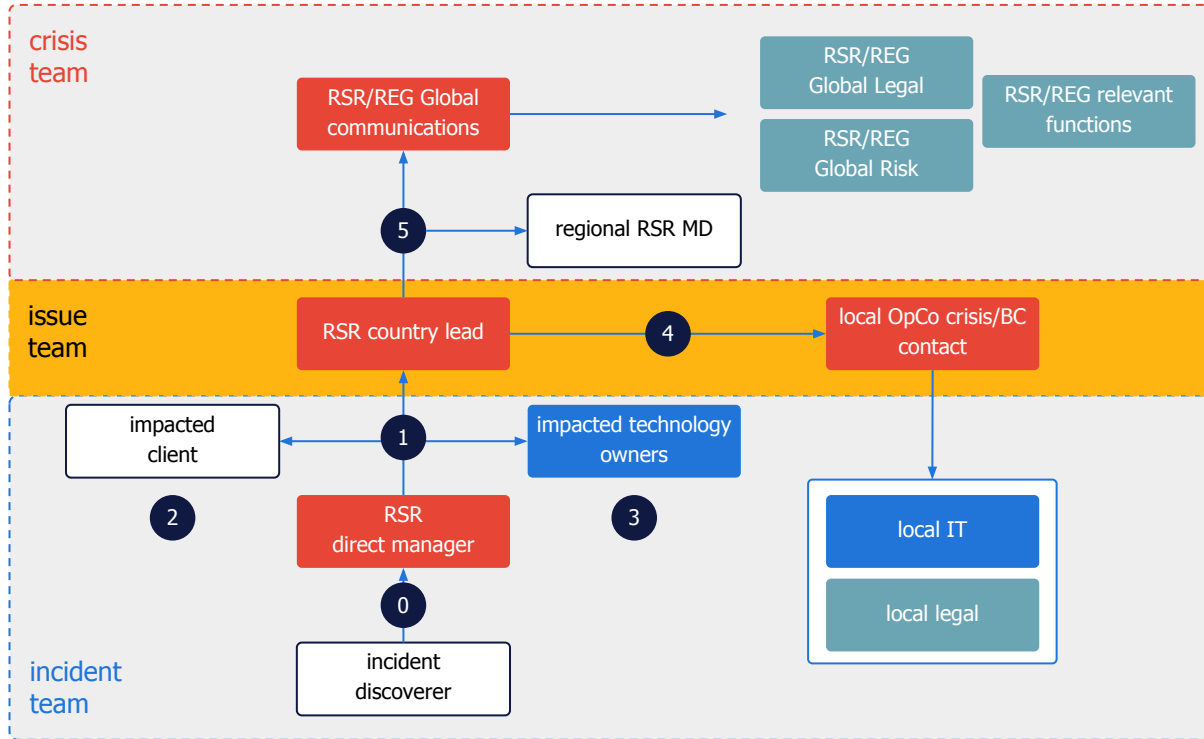 crisis
team
RSR/REG Global
communications
RSR/REG
Global Legal
RSR/REG relevant
functions
RSR/REG
Global Risk
5
regional RSR MD
issue
team
RSR country lead
4
local OpCo crisis/BC
contact
impacted
client
1
impacted technology
owners
2
RSR
direct manager
3
local IT
0
local legal
incident
discoverer
incident
team